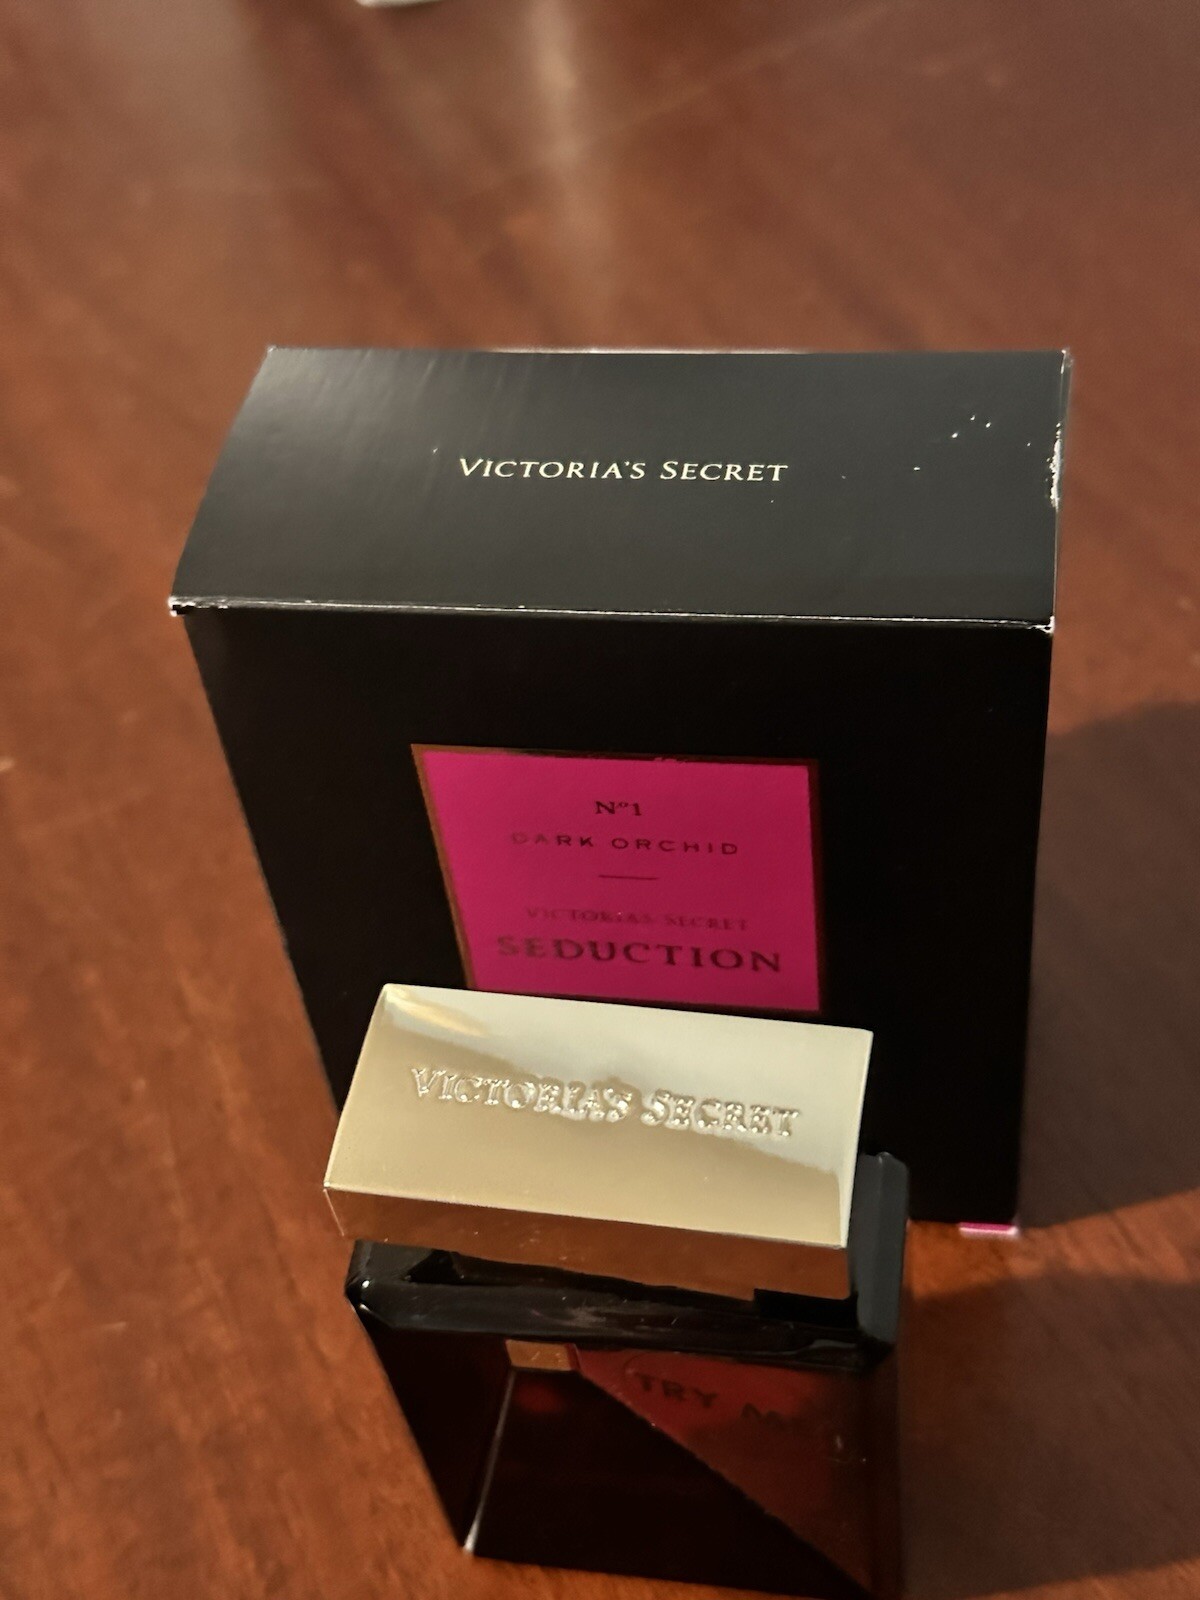 VICTORIA'S SECRET
Nº1
DARK ORCHID
VICTORIA'S SECRET
SEDUCTION
VICTORIA'S SECRET
TRY